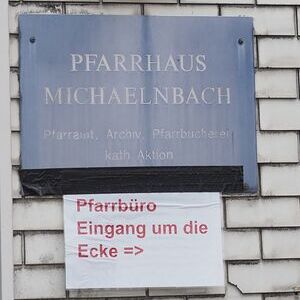 PFARRHAUS
MICHAELNBACH
Pfarramt, Archiv, Pfarrbücherei
kath. Aktion
Pfarrbüro
Eingang um die
Ecke =>